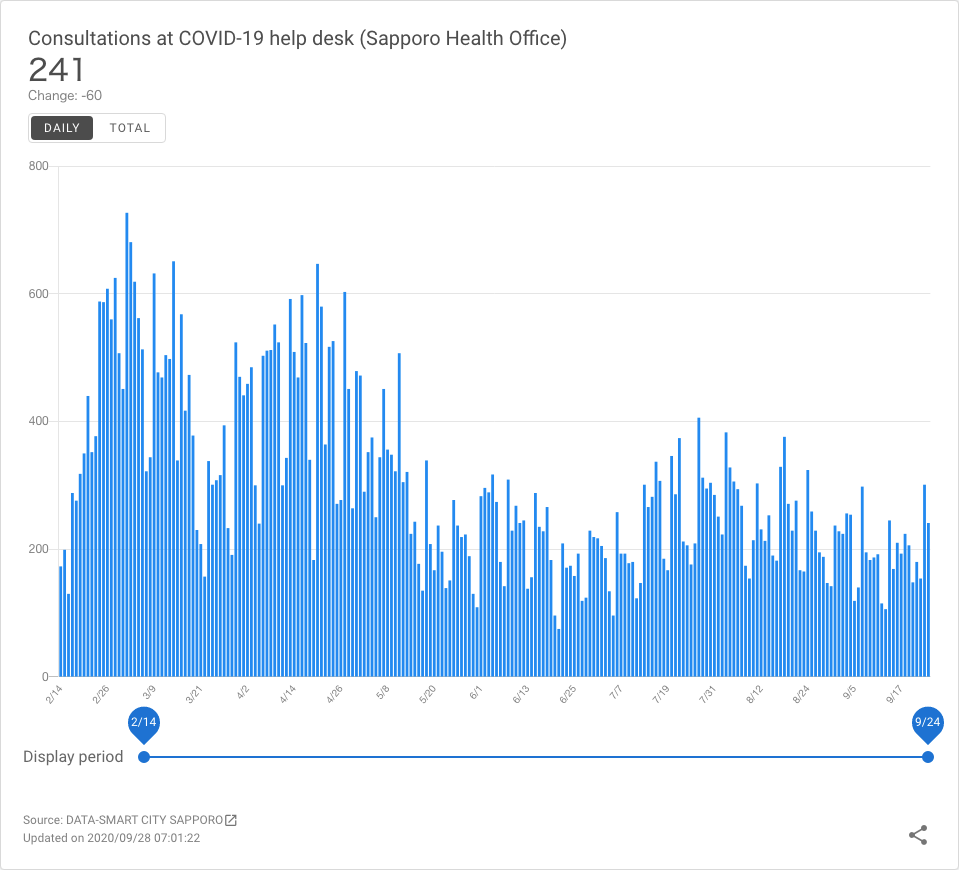 Consultations at COVID-19 help desk (Sapporo Health Office)
241
Change: -60
DAILY TOTAL
800
600
400
200
0
2/14 2/26 3/9 3/21 4/2 4/14 4/26 5/8 5/20 6/1 6/13 6/25 7/7 7/19 7/31 8/12 8/24 9/5 9/17
2/14 9/24
Display period
Source: DATA-SMART CITY SAPPORO
Updated on 2020/09/28 07:01:22